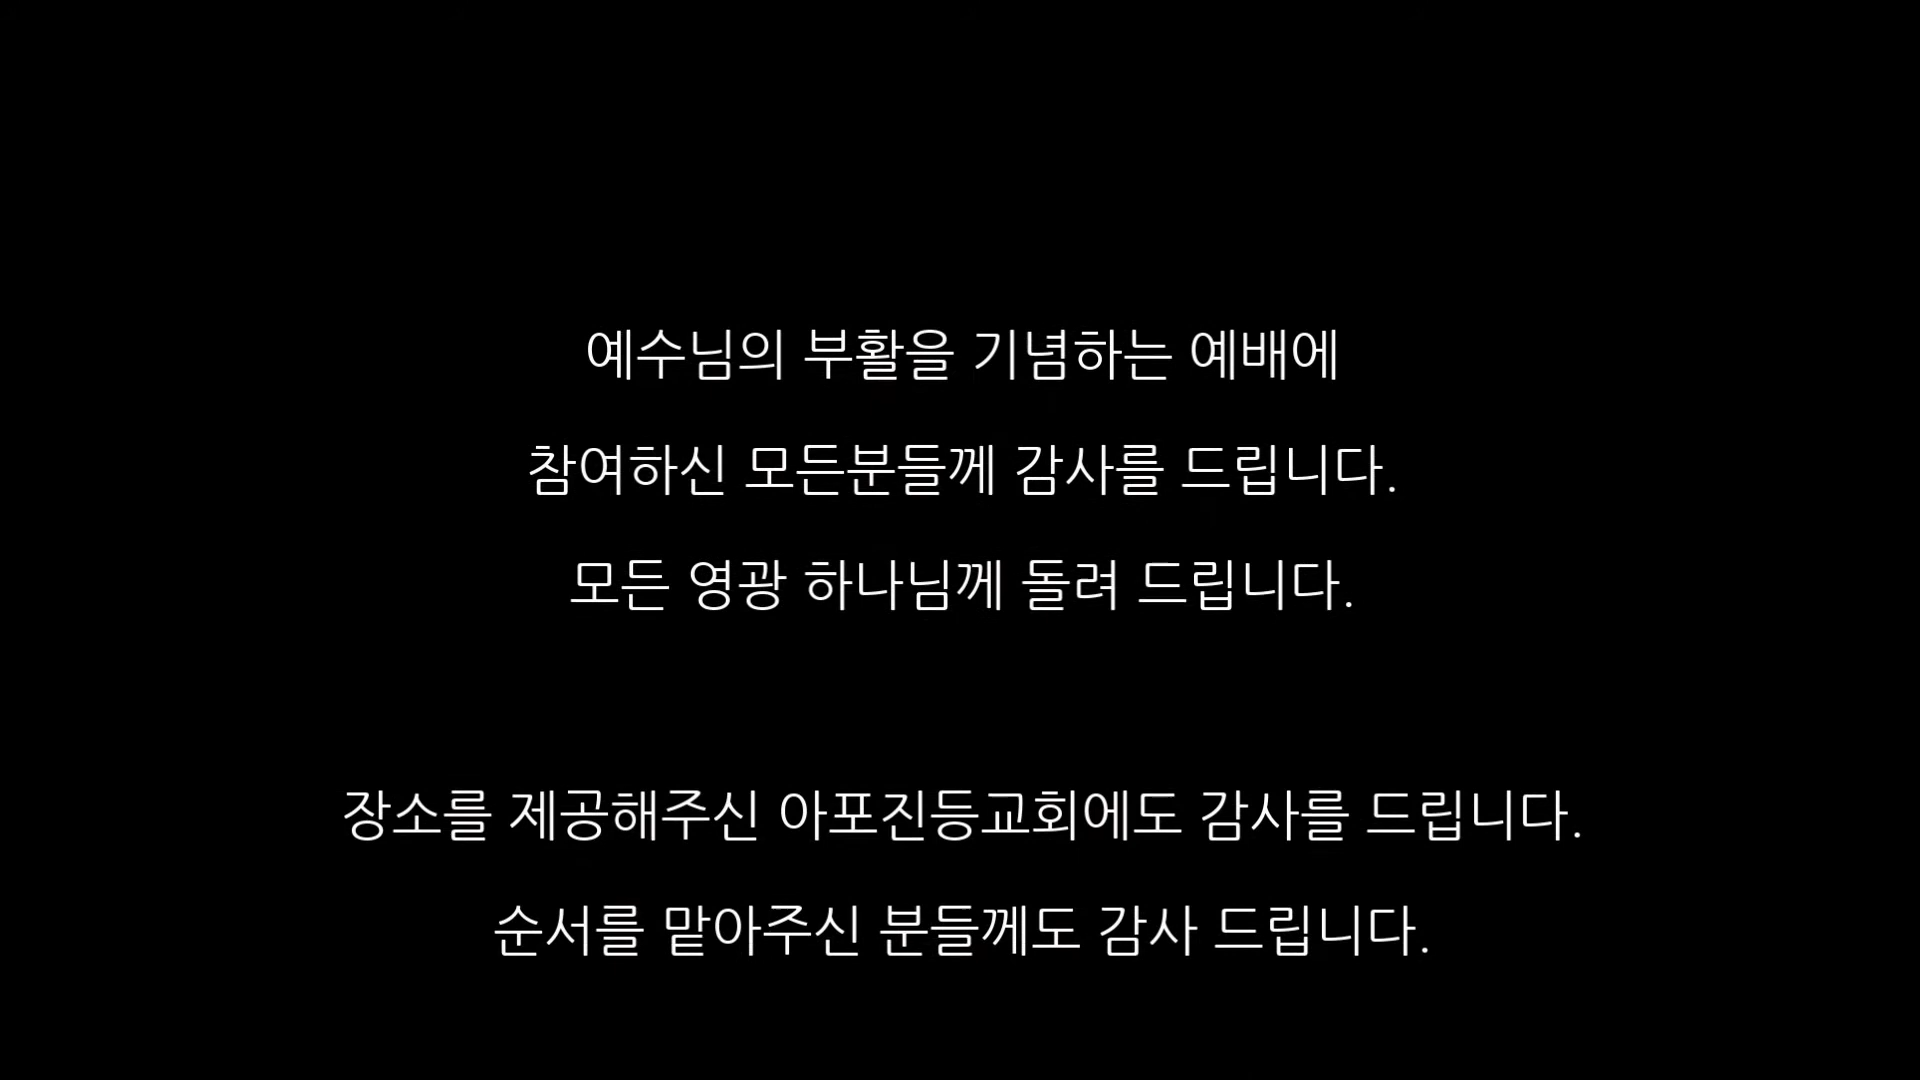 예수님의 부활을 기념하는 예배에
참여하신 모든분들께 감사를 드립니다.
모든 영광 하나님께 돌려 드립니다.
장소를 제공해주신 아포진등교회에도 감사를 드립니다.
순서를 맡아주신 분들께도 감사 드립니다.